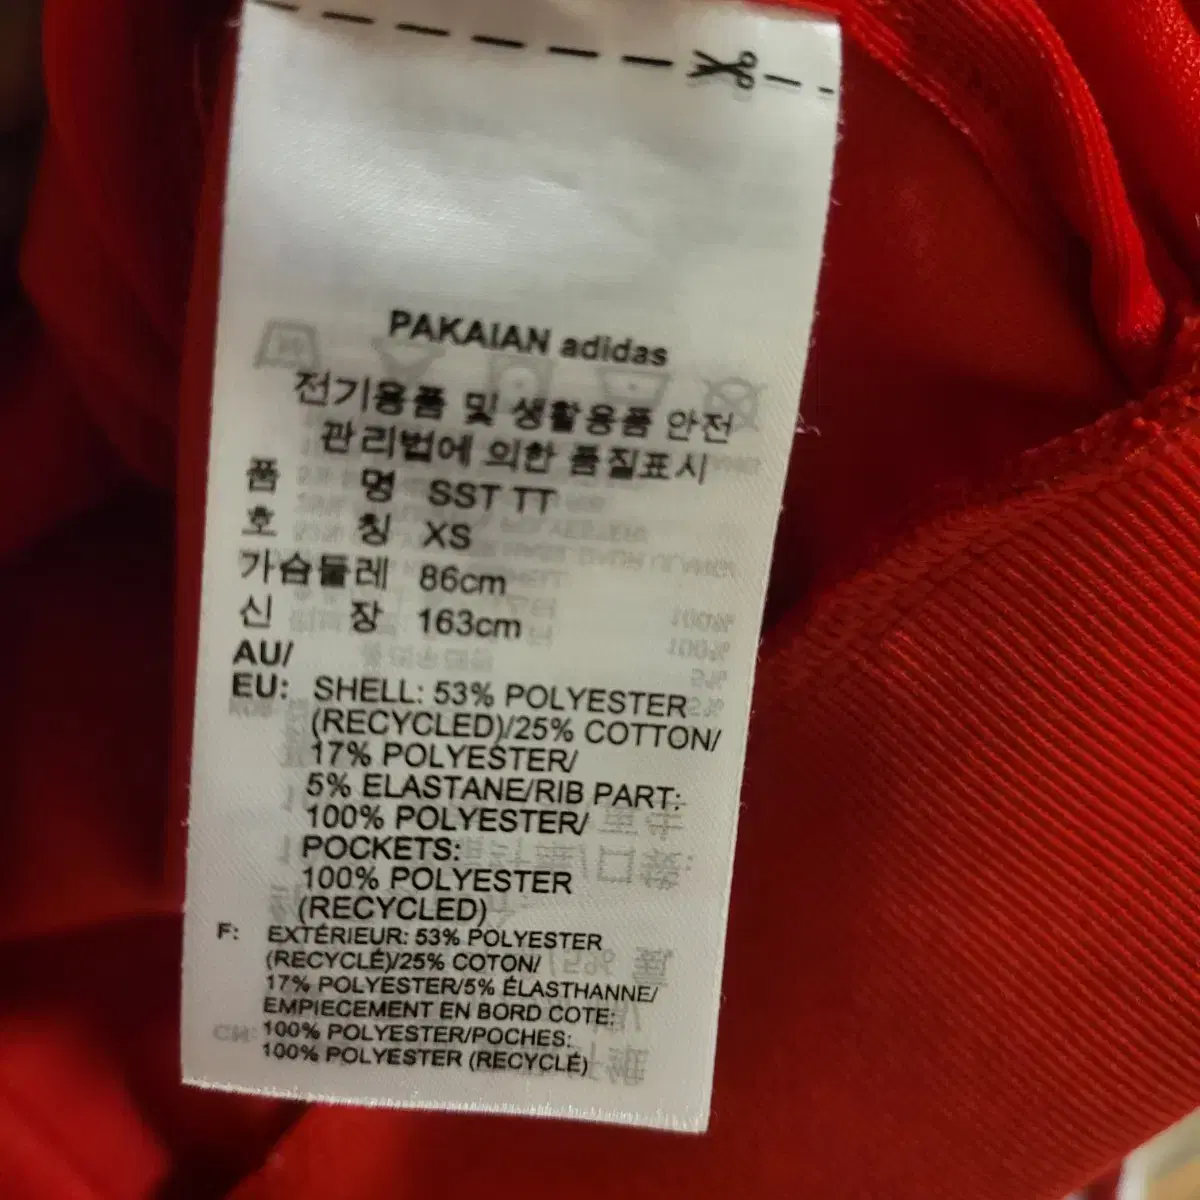 PAKAIAN adidas
전기용품 및 생활용품 안전
관리법에 의한 품질표시
품 명 SST TT
호 칭 XS
가슴둘레 86cm
신 장 163cm
AU/
EU: SHELL: 53% POLYESTER
(RECYCLED)/25% COTTON/
17% POLYESTER/
5% ELASTANE/RIB PART:
100% POLYESTER/
POCKETS:
100% POLYESTER
(RECYCLED)
F: EXTÉRIEUR: 53% POLYESTER
(RECYCLÉ)/25% COTON/
17% POLYESTER/5% ÉLASTHANNE/
EMPIECEMENT EN BORD COTE:
100% POLYESTER/POCHES:
100% POLYESTER (RECYCLÉ)